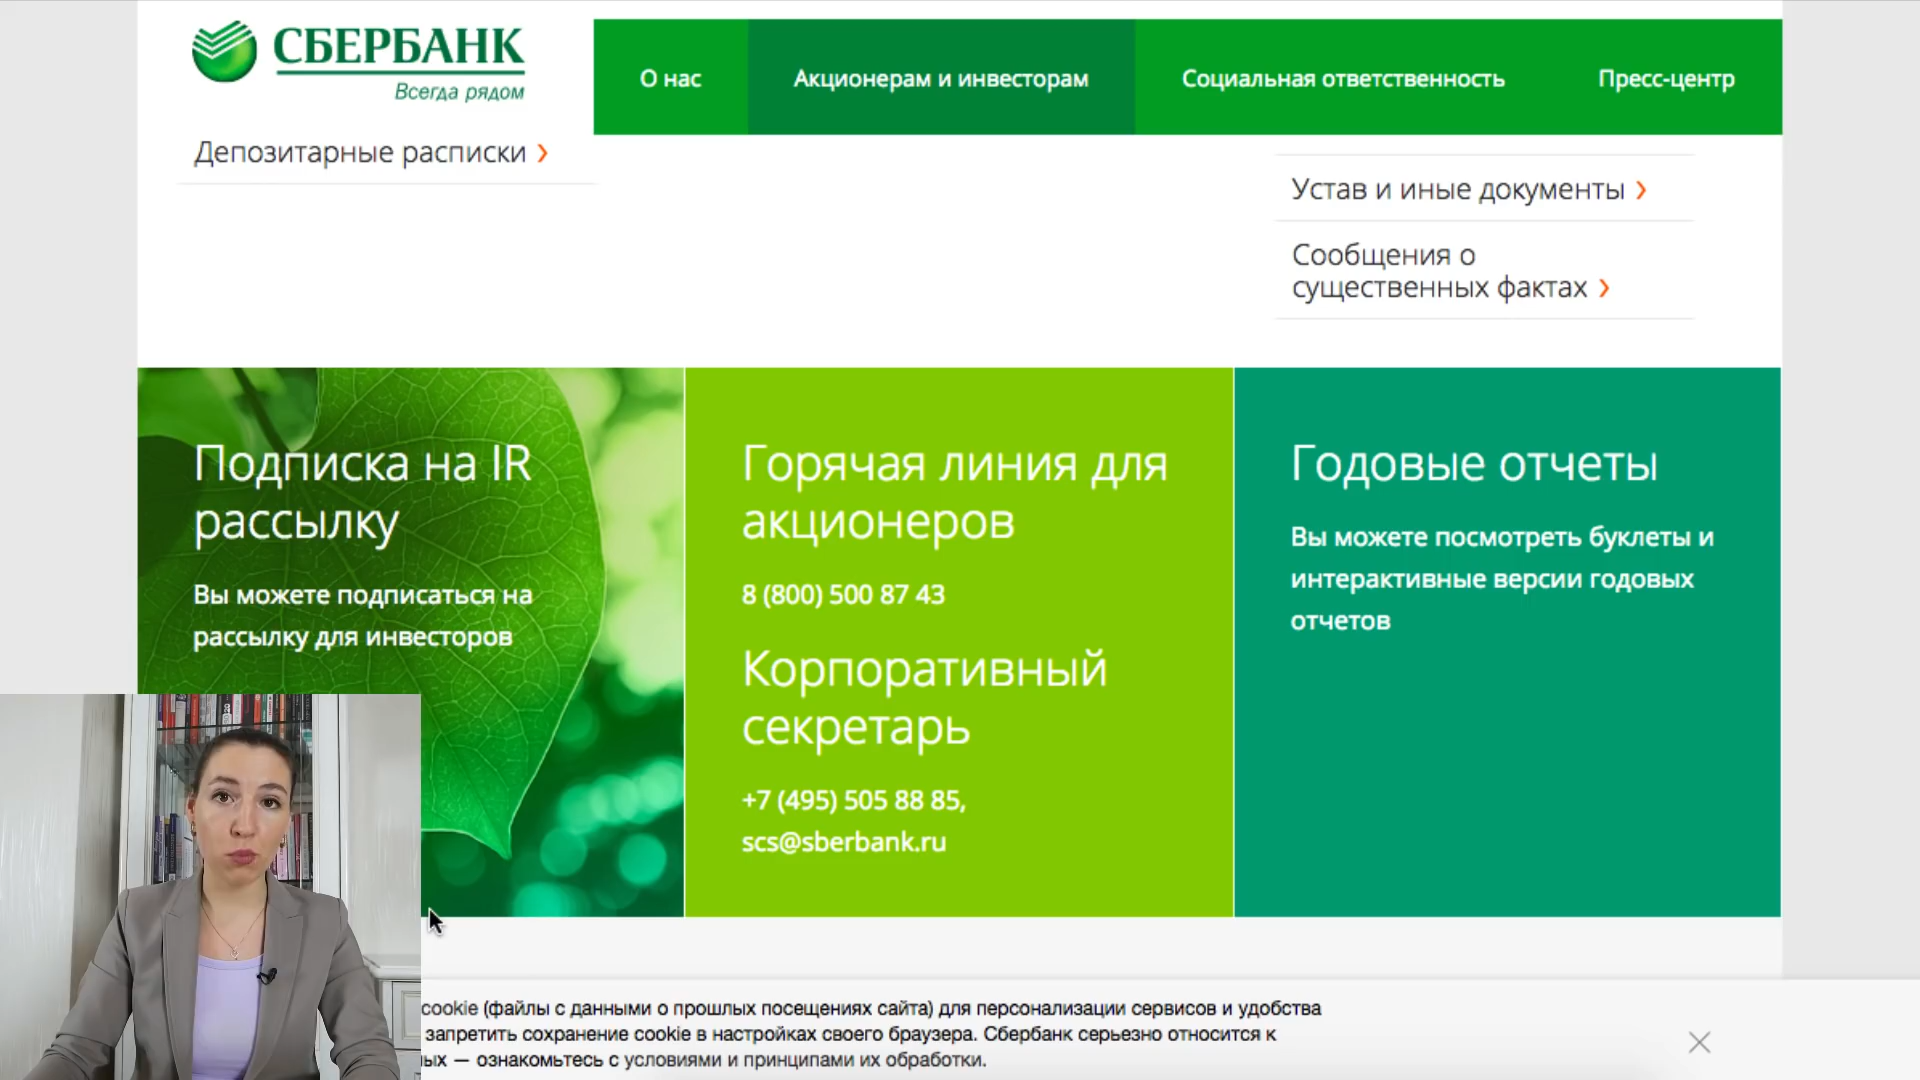 СБЕРБАНК
Всегда рядом
О нас
Акционерам и инвесторам
Социальная ответственность
Пресс-центр
Депозитарные расписки
Устав и иные документы
Сообщения о
существенных фактах
Подписка на IR
рассылку
Вы можете подписаться на
рассылку для инвесторов
Горячая линия для
акционеров
8 (800) 500 87 43
Корпоративный
секретарь
+7 (495) 505 88 85,
scs@sberbank.ru
Годовые отчеты
Вы можете посмотреть буклеты и
интерактивные версии годовых
отчетов
cookie (файлы с данными о прошлых посещениях сайта) для персонализации сервисов и удобства
запретить сохранение cookie в настройках своего браузера. Сбербанк серьезно относится к
ых — ознакомьтесь с условиями и принципами их обработки.